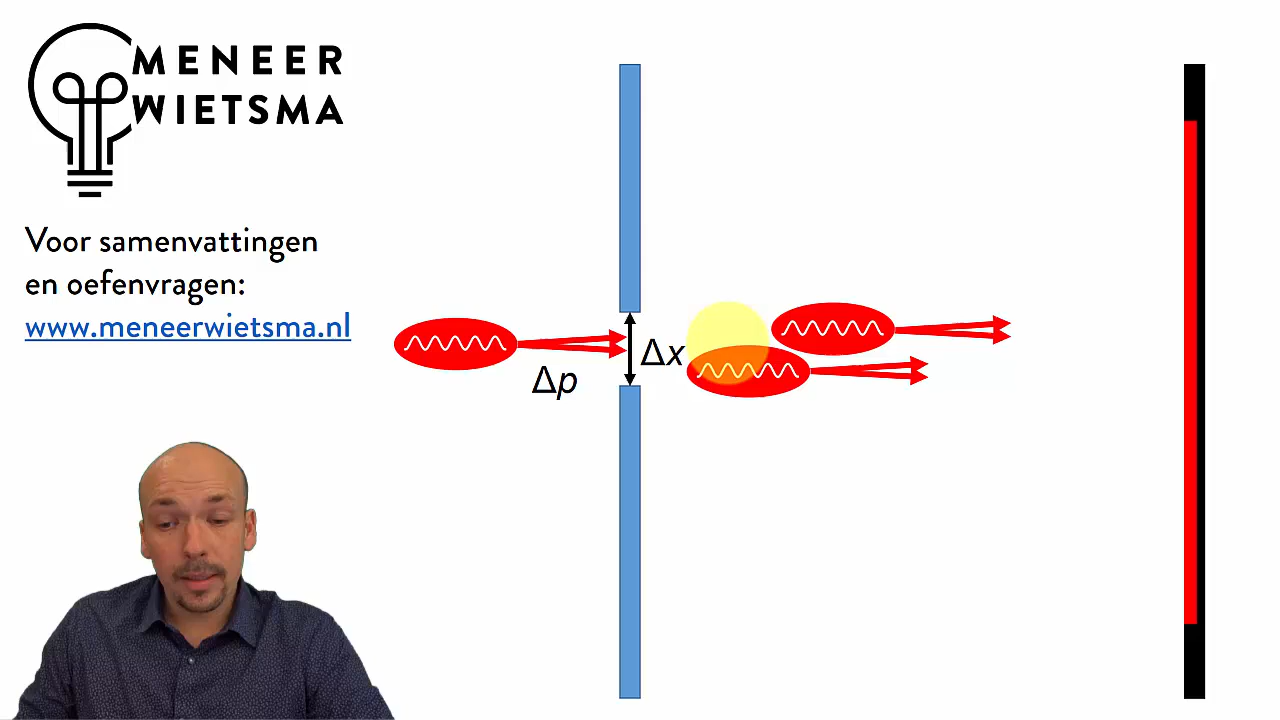 MENEER
WIETSMA
Voor samenvattingen
en oefenvragen:
www.meneerwietsma.nl
Δx
Δp